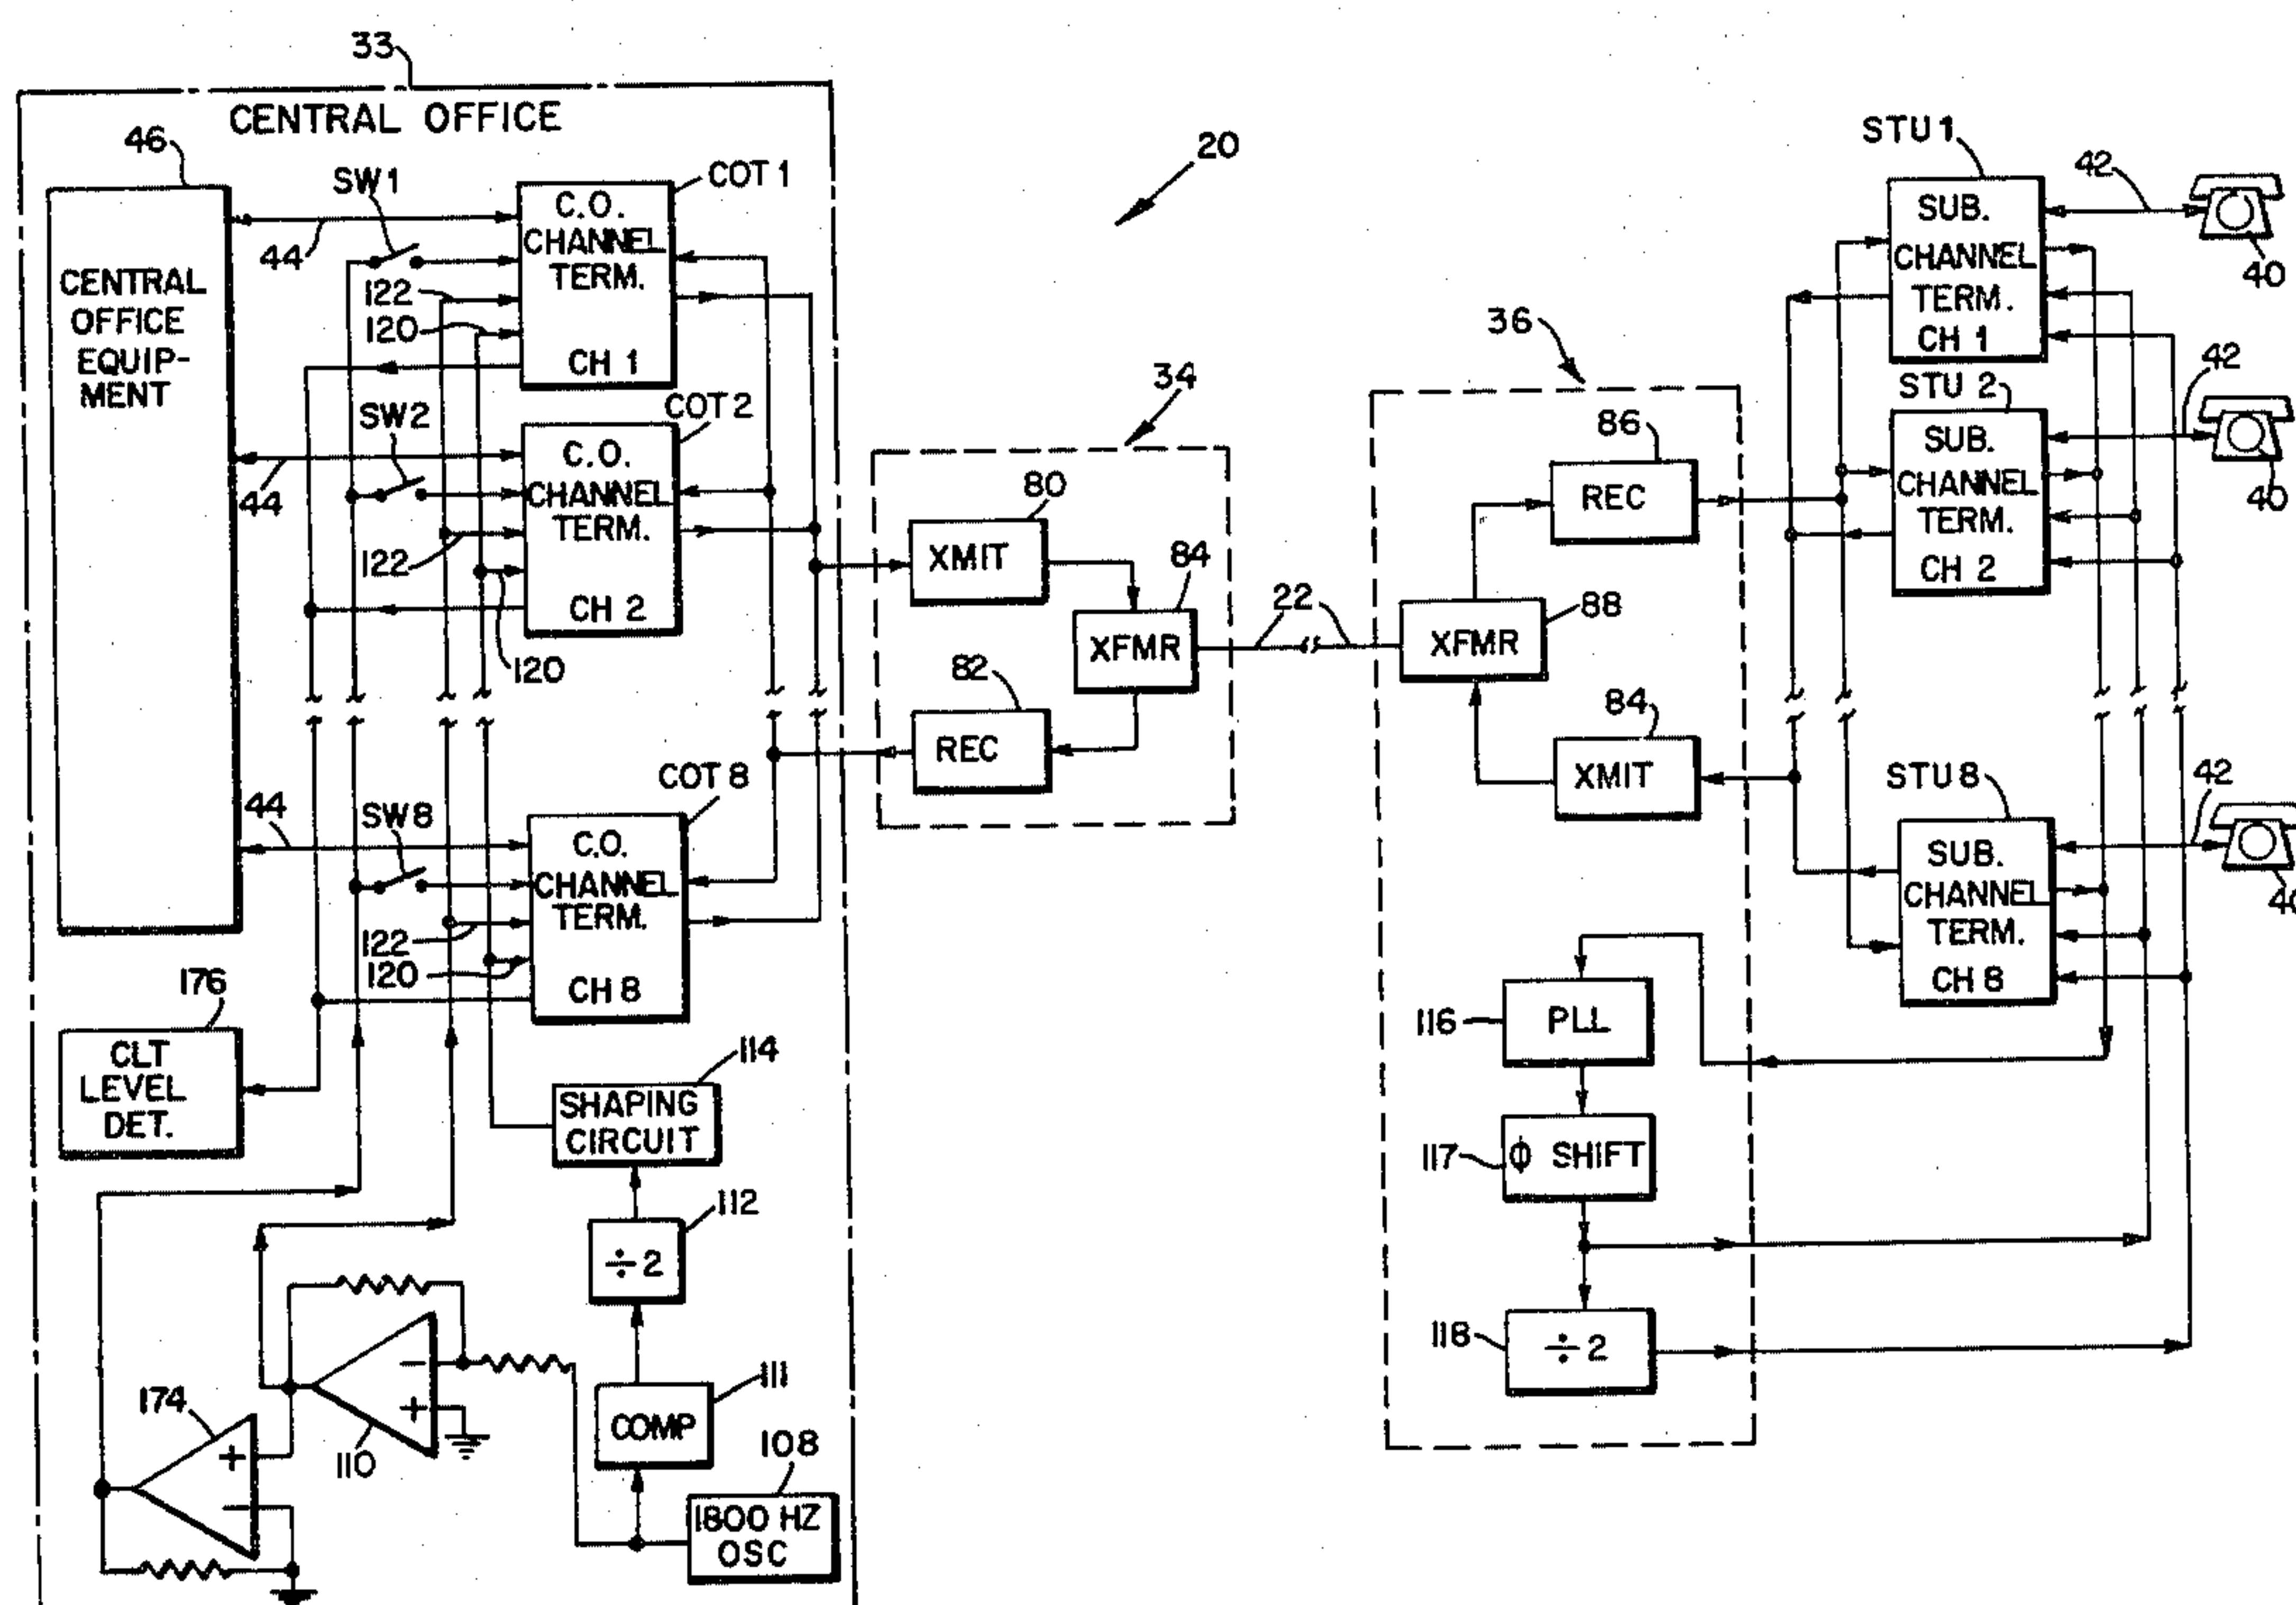 33
CENTRAL OFFICE
46
SW1
COT 1
44
C.O.
CHANNEL
TERM.
CH 1
122
120
CENTRAL
OFFICE
EQUIP-
MENT
SW2
COT 2
44
C.O.
CHANNEL
TERM.
CH 2
122
120
SW8
COT 8
44
C.O.
CHANNEL
TERM.
CH 8
122
120
176
CLT
LEVEL
DET.
114
SHAPING
CIRCUIT
112
÷2
111
COMP
108
1800 HZ
OSC
110
-
+
174
+
-
20
34
80
XMIT
84
XFMR
82
REC
22
36
86
REC
88
XFMR
84
XMIT
116
PLL
117
ϕ SHIFT
118
÷2
STU 1
SUB.
CHANNEL
TERM.
CH 1
42
40
STU 2
SUB.
CHANNEL
TERM.
CH 2
42
40
STU 8
SUB.
CHANNEL
TERM.
CH 8
42
40